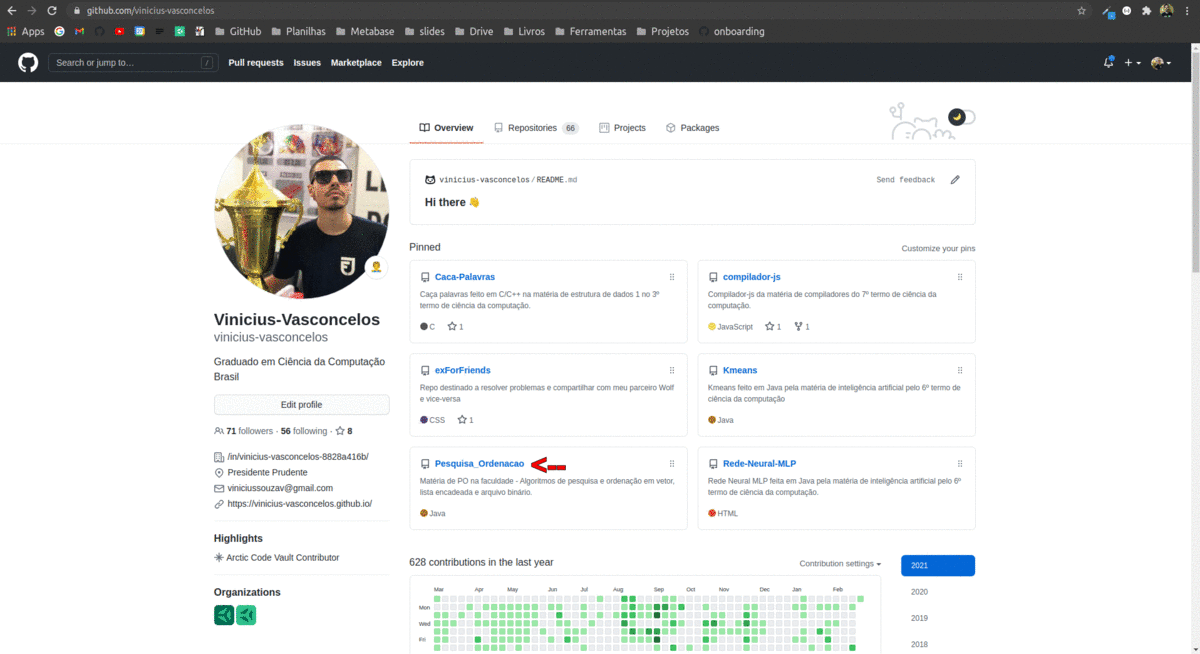 github.com/vinicius-vasconcelos
Apps GitHub Planilhas Metabase slides Drive Livros Ferramentas Projetos onboarding
Search or jump to… / Pull requests Issues Marketplace Explore
Overview Repositories 66 Projects Packages
vinicius-vasconcelos / README.md Send feedback
Hi there 👋
Pinned Customize your pins
Caca-Palavras
Caça palavras feito em C/C++ na matéria de estrutura de dados 1 no 3º
termo de ciência da computação.
C 1
compilador-js
Compilador-js da matéria de compiladores do 7º termo de ciência da
computação.
JavaScript 1 1
exForFriends
Repo destinado a resolver problemas e compartilhar com meu parceiro Wolf
e vice-versa
CSS 1
Kmeans
Kmeans feito em Java pela matéria de inteligência artificial pelo 6º termo de
ciência da computação
Java
Pesquisa_Ordenacao
Matéria de PO na faculdade - Algoritmos de pesquisa e ordenação em vetor,
lista encadeada e arquivo binário.
Java
Rede-Neural-MLP
Rede Neural MLP feita em Java pela matéria de inteligência artificial pelo 6º
termo de ciência da computação.
HTML
Vinicius-Vasconcelos
vinicius-vasconcelos
Graduado em Ciência da Computação
Brasil
Edit profile
71 followers · 56 following · 8
/in/vinicius-vasconcelos-8828a416b/
Presidente Prudente
viniciussouzav@gmail.com
https://vinicius-vasconcelos.github.io/
Highlights
Arctic Code Vault Contributor
Organizations
628 contributions in the last year Contribution settings
Mar Apr May Jun Jul Aug Sep Oct Nov Dec Jan Feb
Mon
Wed
Fri
2021
2020
2019
2018